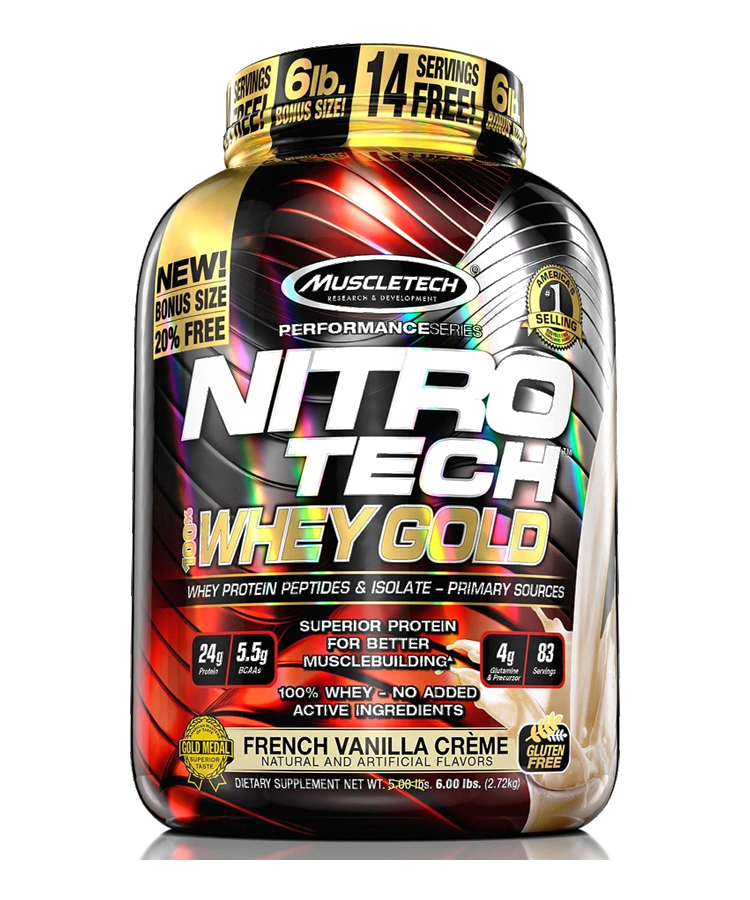 SERVINGS
FREE!
6lb.
BONUS SIZE!
14 SERVINGS
FREE!
6lb.
BONUS SIZE!
NEW!
BONUS SIZE
20% FREE
MUSCLETECH®
RESEARCH & DEVELOPMENT
PERFORMANCESERIES
AMERICA'S
#1
SELLING
NITRO
TECH™
100% WHEY GOLD
WHEY PROTEIN PEPTIDES & ISOLATE – PRIMARY SOURCES
SUPERIOR PROTEIN
FOR BETTER
MUSCLEBUILDING
24g
Protein
5.5g
BCAAs
4g
Glutamine
& Precursor
83
Servings
100% WHEY - NO ADDED
ACTIVE INGREDIENTS
GOLD MEDAL
SUPERIOR
TASTE
FRENCH VANILLA CRÈME
NATURAL AND ARTIFICIAL FLAVORS
GLUTEN
FREE
DIETARY SUPPLEMENT NET WT. 5.00 lbs. 6.00 lbs. (2.72kg)